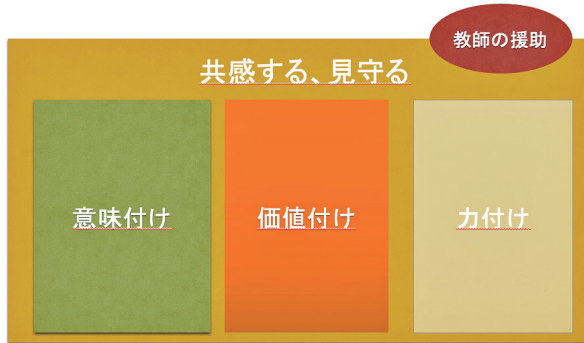 教師の援助
共感する、見守る
意味付け
価値付け
力付け